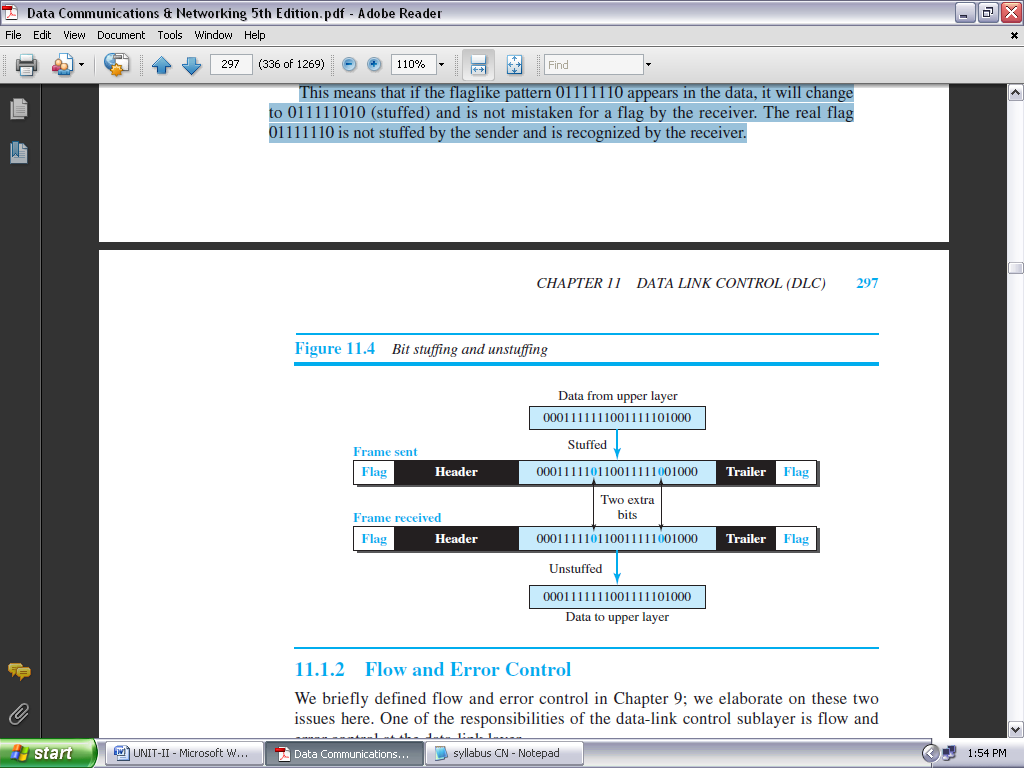 Data Communications & Networking 5th Edition.pdf - Adobe Reader
File Edit View Document Tools Window Help
297 (336 of 1269) 110% Find
This means that if the flaglike pattern 01111110 appears in the data, it will change
to 011111010 (stuffed) and is not mistaken for a flag by the receiver. The real flag
01111110 is not stuffed by the sender and is recognized by the receiver.
CHAPTER 11 DATA LINK CONTROL (DLC) 297
Figure 11.4 Bit stuffing and unstuffing
Data from upper layer
0001111111001111101000
Stuffed
Frame sent
Flag Header 000111110110011111001000 Trailer Flag
Two extra
bits
Frame received
Flag Header 000111110110011111001000 Trailer Flag
Unstuffed
0001111111001111101000
Data to upper layer
11.1.2 Flow and Error Control
We briefly defined flow and error control in Chapter 9; we elaborate on these two
issues here. One of the responsibilities of the data-link control sublayer is flow and
error control at the data-link layer.
start UNIT-II - Microsoft W... Data Communications... syllabus CN - Notepad 1:54 PM